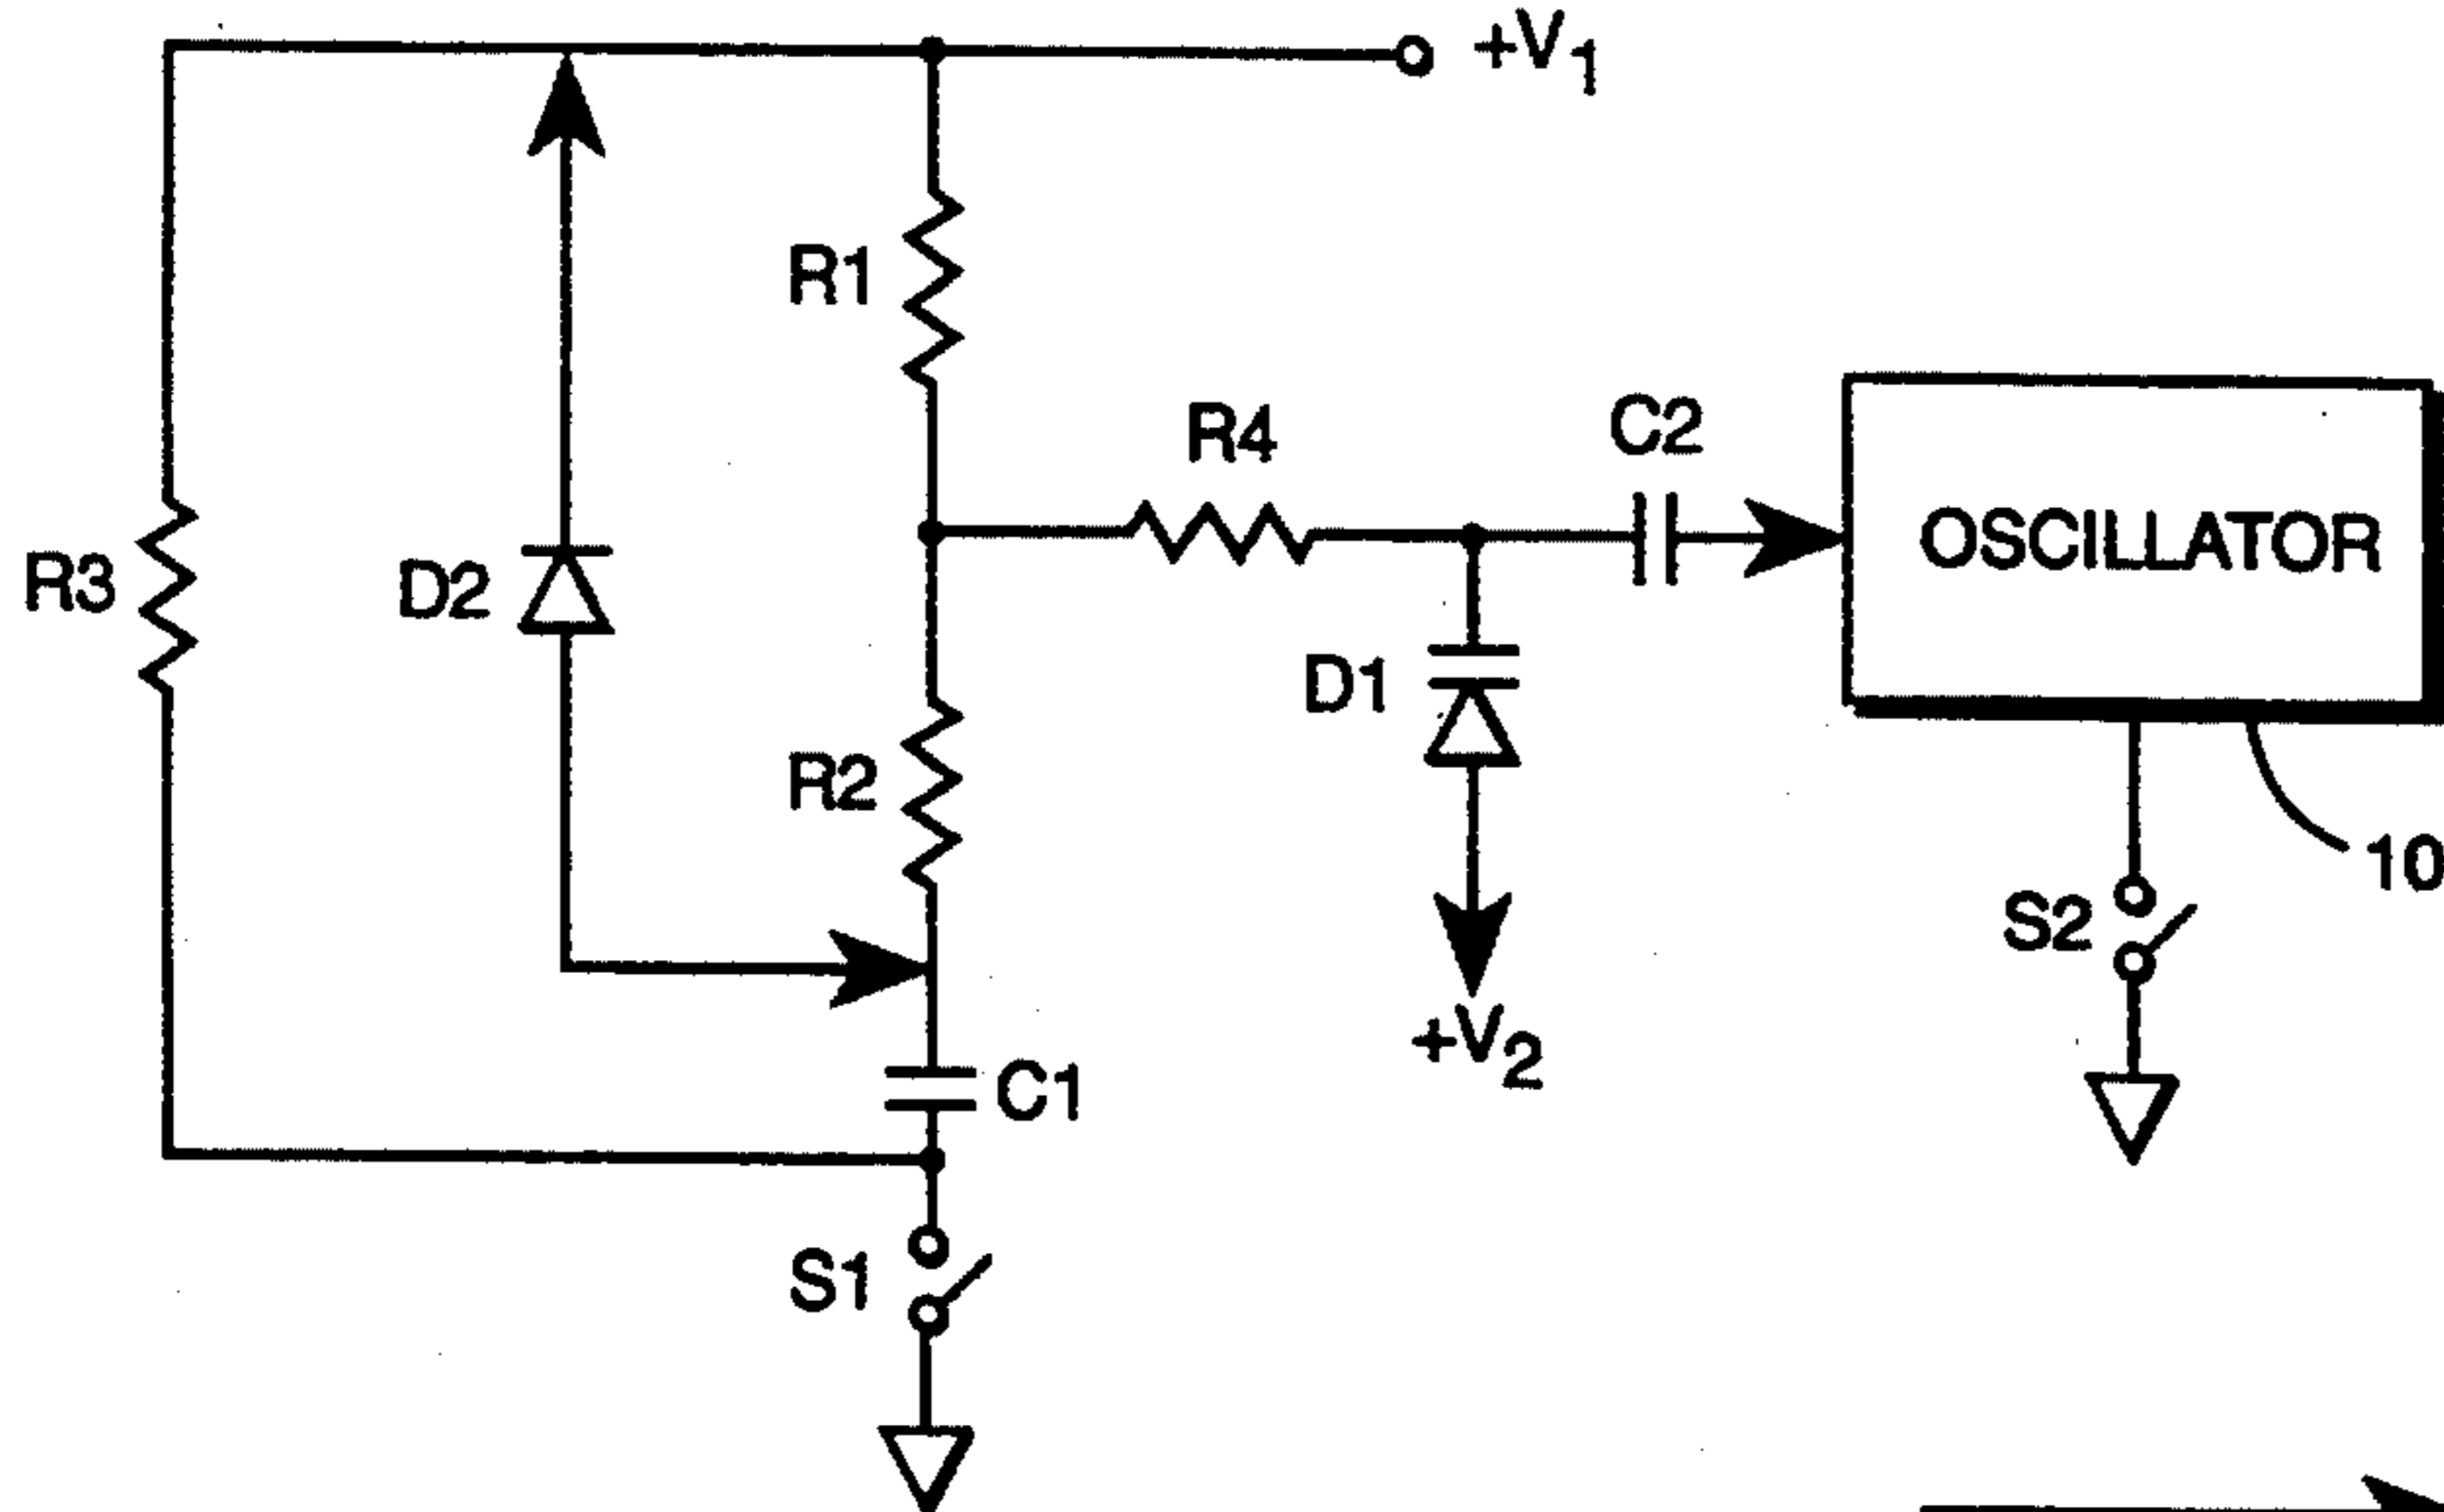 +V1
R1
R4
C2
R3
D2
OSCILLATOR
D1
R2
10
S2
+V2
C1
S1